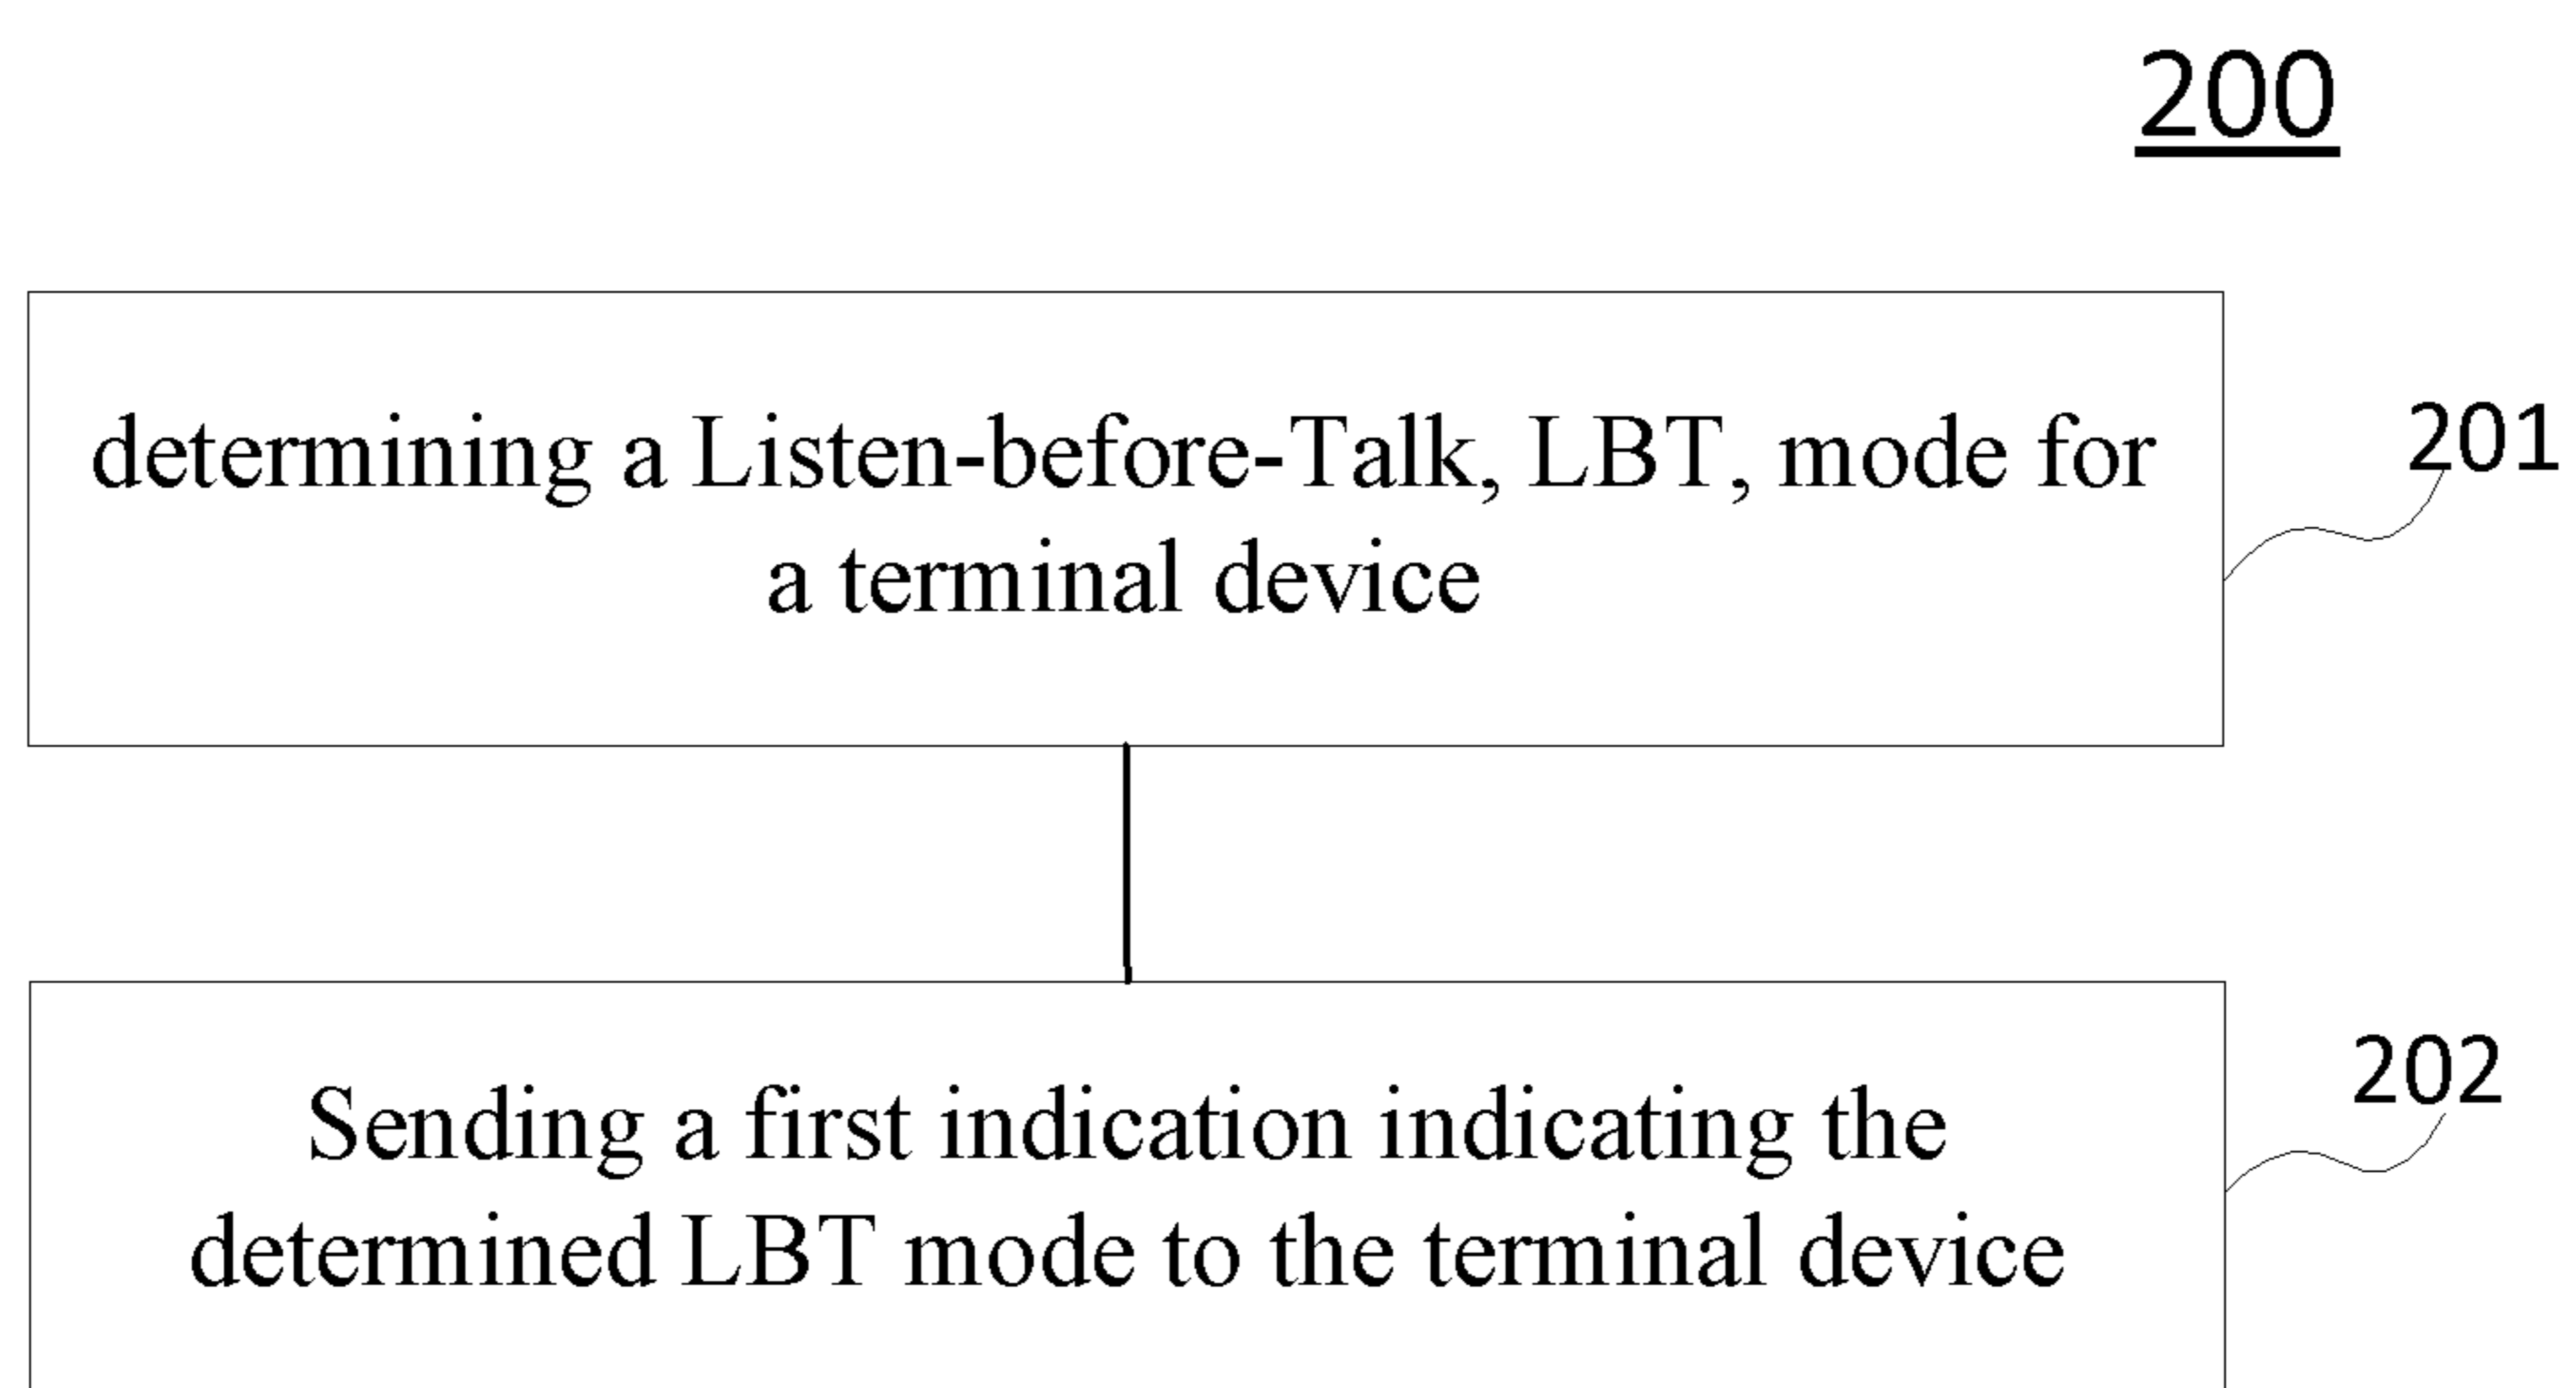 200
determining a Listen-before-Talk, LBT, mode for
a terminal device
201
Sending a first indication indicating the
determined LBT mode to the terminal device
202